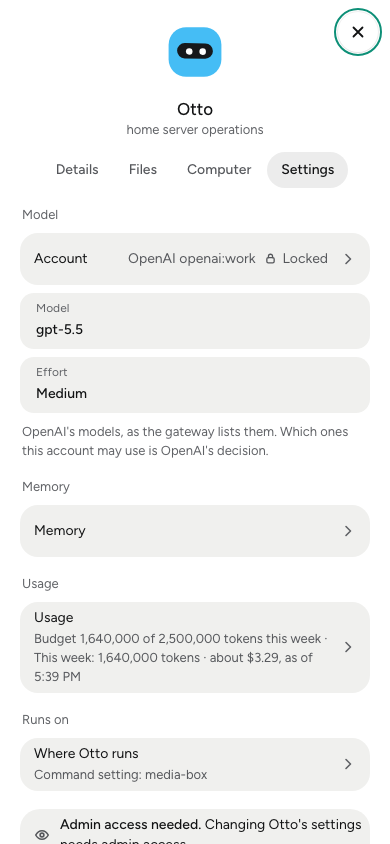 Otto
home server operations
Details Files Computer Settings
Model
Account OpenAI openai:work Locked
Model
gpt-5.5
Effort
Medium
OpenAI's models, as the gateway lists them. Which ones
this account may use is OpenAI's decision.
Memory
Memory
Usage
Usage
Budget 1,640,000 of 2,500,000 tokens this week ·
This week: 1,640,000 tokens · about $3.29, as of
5:39 PM
Runs on
Where Otto runs
Command setting: media-box
Admin access needed. Changing Otto's settings
needs admin access